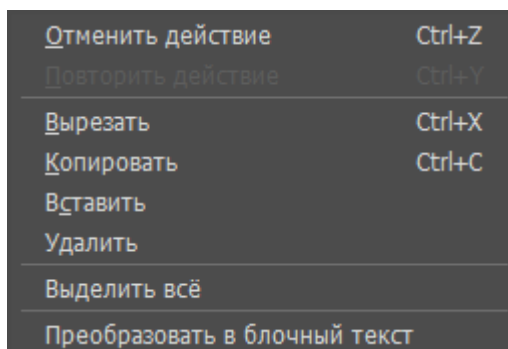 Отменить действие Ctrl+Z
Повторить действие Ctrl+Y
Вырезать Ctrl+X
Копировать Ctrl+C
Вставить
Удалить
Выделить всё
Преобразовать в блочный текст